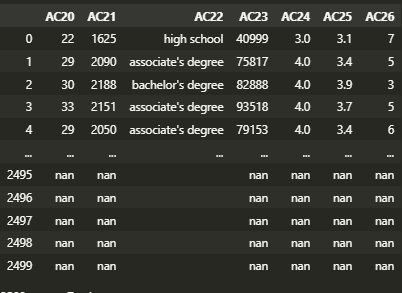 AC20 AC21 AC22 AC23 AC24 AC25 AC26
0 22 1625 high school 40999 3.0 3.1 7
1 29 2090 associate's degree 75817 4.0 3.4 5
2 30 2188 bachelor's degree 82888 4.0 3.9 3
3 33 2151 associate's degree 93518 4.0 3.7 5
4 29 2050 associate's degree 79153 4.0 3.4 6
... ... ... ... ... ... ... ...
2495 nan nan nan nan nan nan
2496 nan nan nan nan nan nan
2497 nan nan nan nan nan nan
2498 nan nan nan nan nan nan
2499 nan nan nan nan nan nan